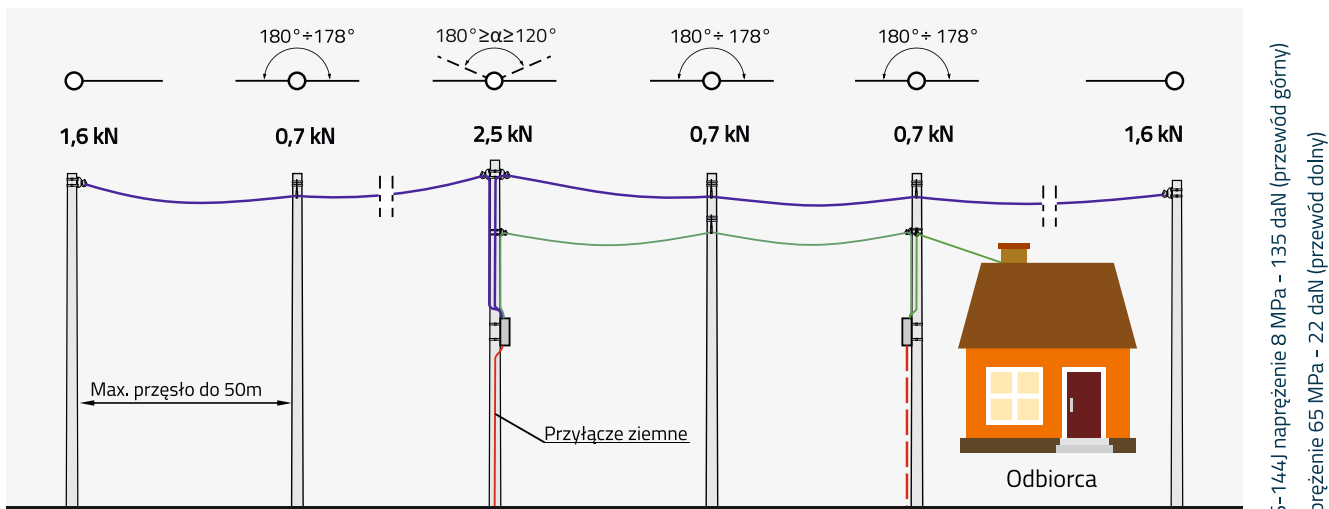 180°÷178°
180°≥α≥120°
180°÷ 178°
180°÷ 178°
1,6 kN
0,7 kN
2,5 kN
0,7 kN
0,7 kN
1,6 kN
Max. przęsło do 50m
Przyłącze ziemne
Odbiorca
-144J naprężenie 8 MPa - 135 daN (przewód górny)
65 MPa - 22 daN (przewód dolny)